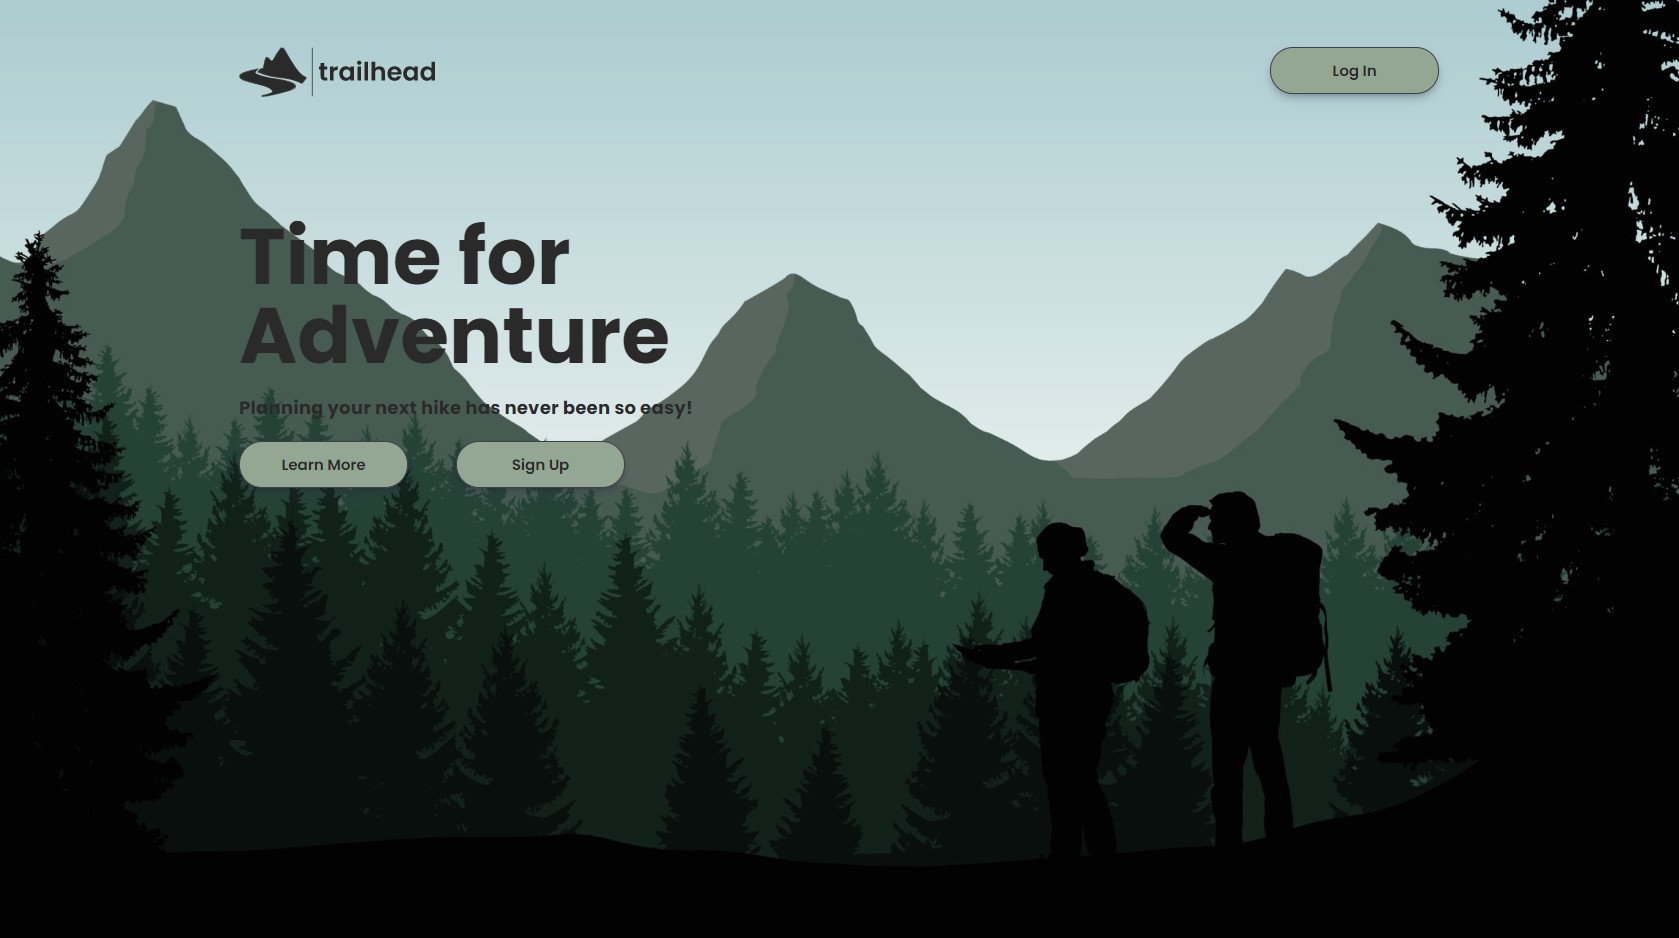 trailhead
Log In
Time for
Adventure
Planning your next hike has never been so easy!
Learn More
Sign Up